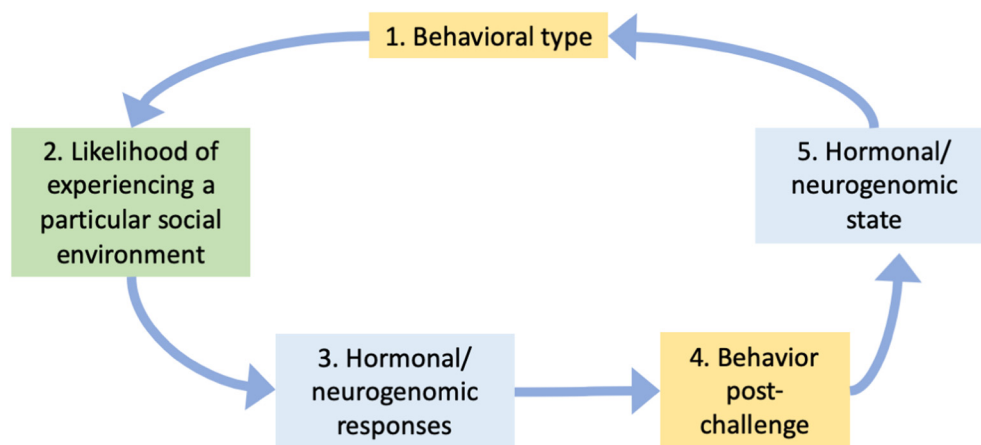 1. Behavioral type
2. Likelihood of
experiencing a
particular social
environment
3. Hormonal/
neurogenomic
responses
4. Behavior
post-
challenge
5. Hormonal/
neurogenomic
state